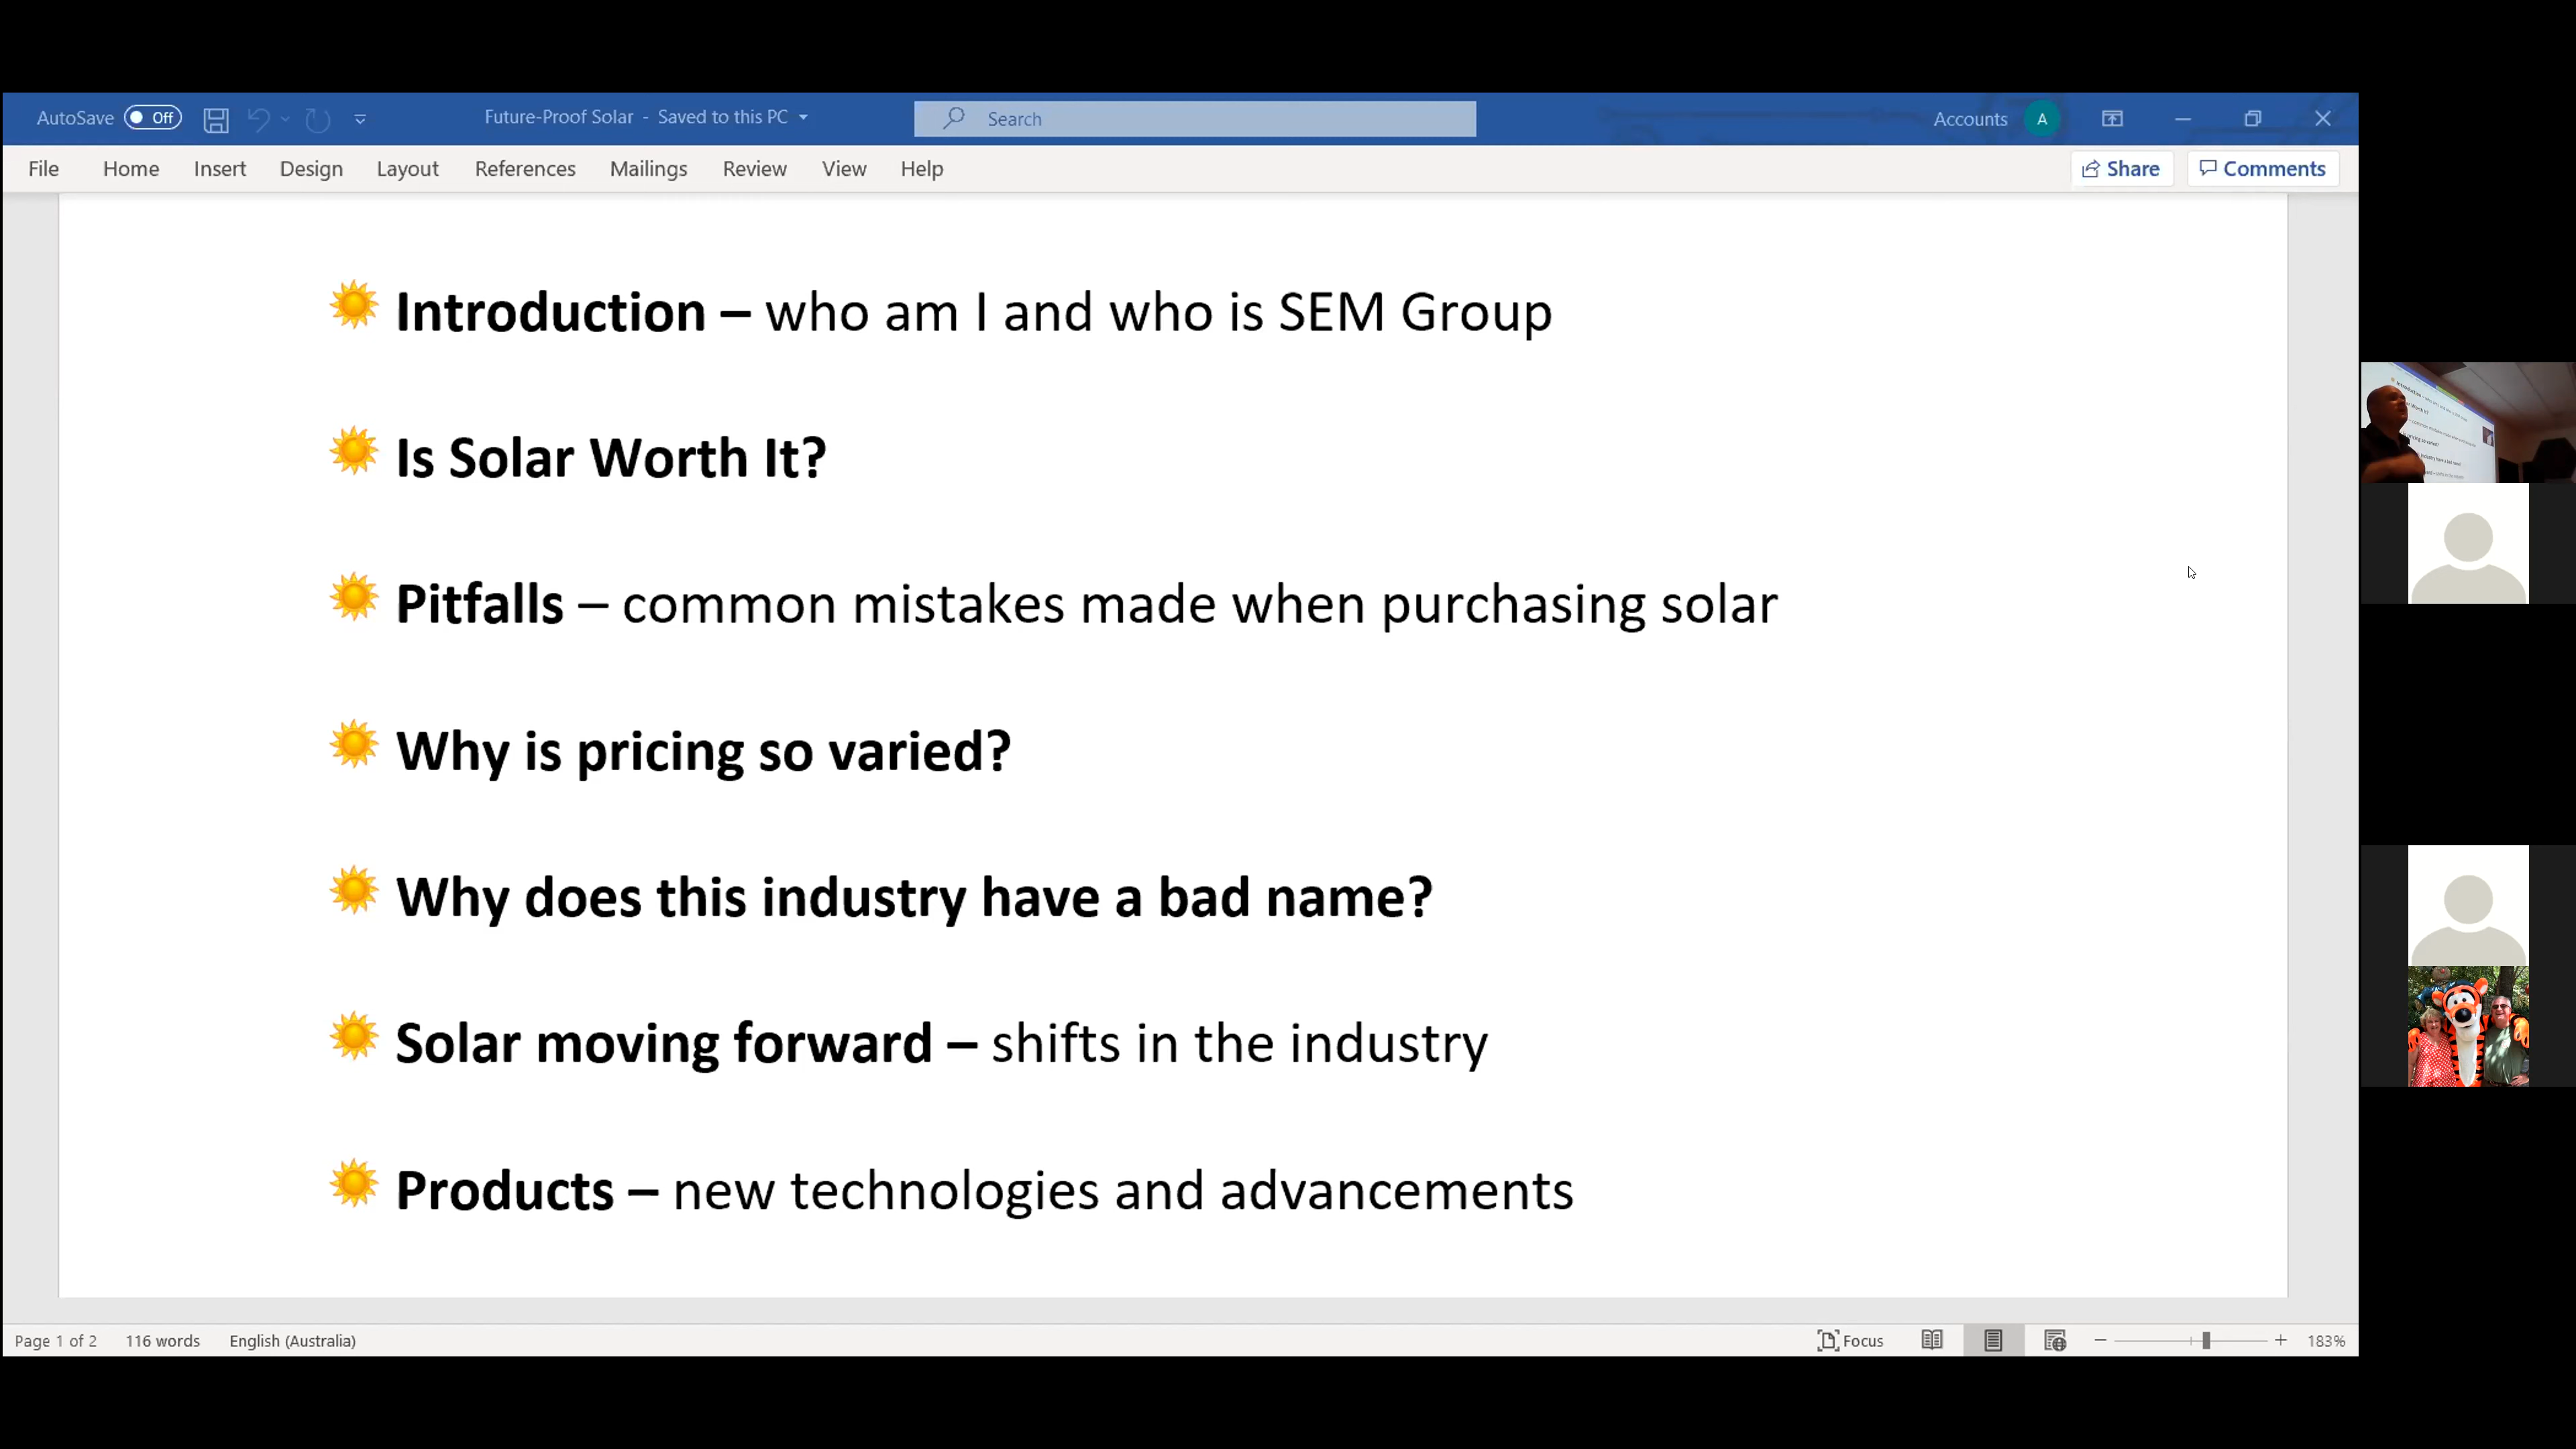 AutoSave Off Future-Proof Solar - Saved to this PC Search Accounts A
File Home Insert Design Layout References Mailings Review View Help Share Comments
Introduction – who am I and who is SEM Group
Is Solar Worth It?
Pitfalls – common mistakes made when purchasing solar
Why is pricing so varied?
Why does this industry have a bad name?
Solar moving forward – shifts in the industry
Products – new technologies and advancements
Page 1 of 2 116 words English (Australia) Focus 183%